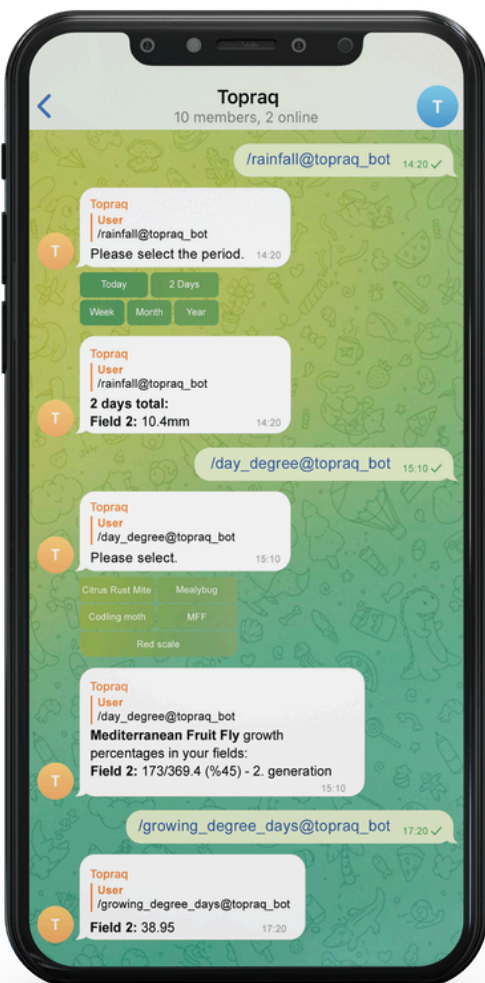 Topraq
10 members, 2 online
T
/rainfall@topraq_bot 14:20
Topraq
User
/rainfall@topraq_bot
T
Please select the period. 14:20
Today 2 Days
Week Month Year
Topraq
User
/rainfall@topraq_bot
2 days total:
T
Field 2: 10.4mm 14:20
/day_degree@topraq_bot 15:10
Topraq
User
/day_degree@topraq_bot
T
Please select. 15:10
Citrus Rust Mite Mealybug
Codling moth MFF
Red scale
Topraq
User
/day_degree@topraq_bot
Mediterranean Fruit Fly growth
percentages in your fields:
T
Field 2: 173/369.4 (%45) - 2. generation
15:10
/growing_degree_days@topraq_bot 17:20
Topraq
User
/growing_degree_days@topraq_bot
T
Field 2: 38.95 17:20